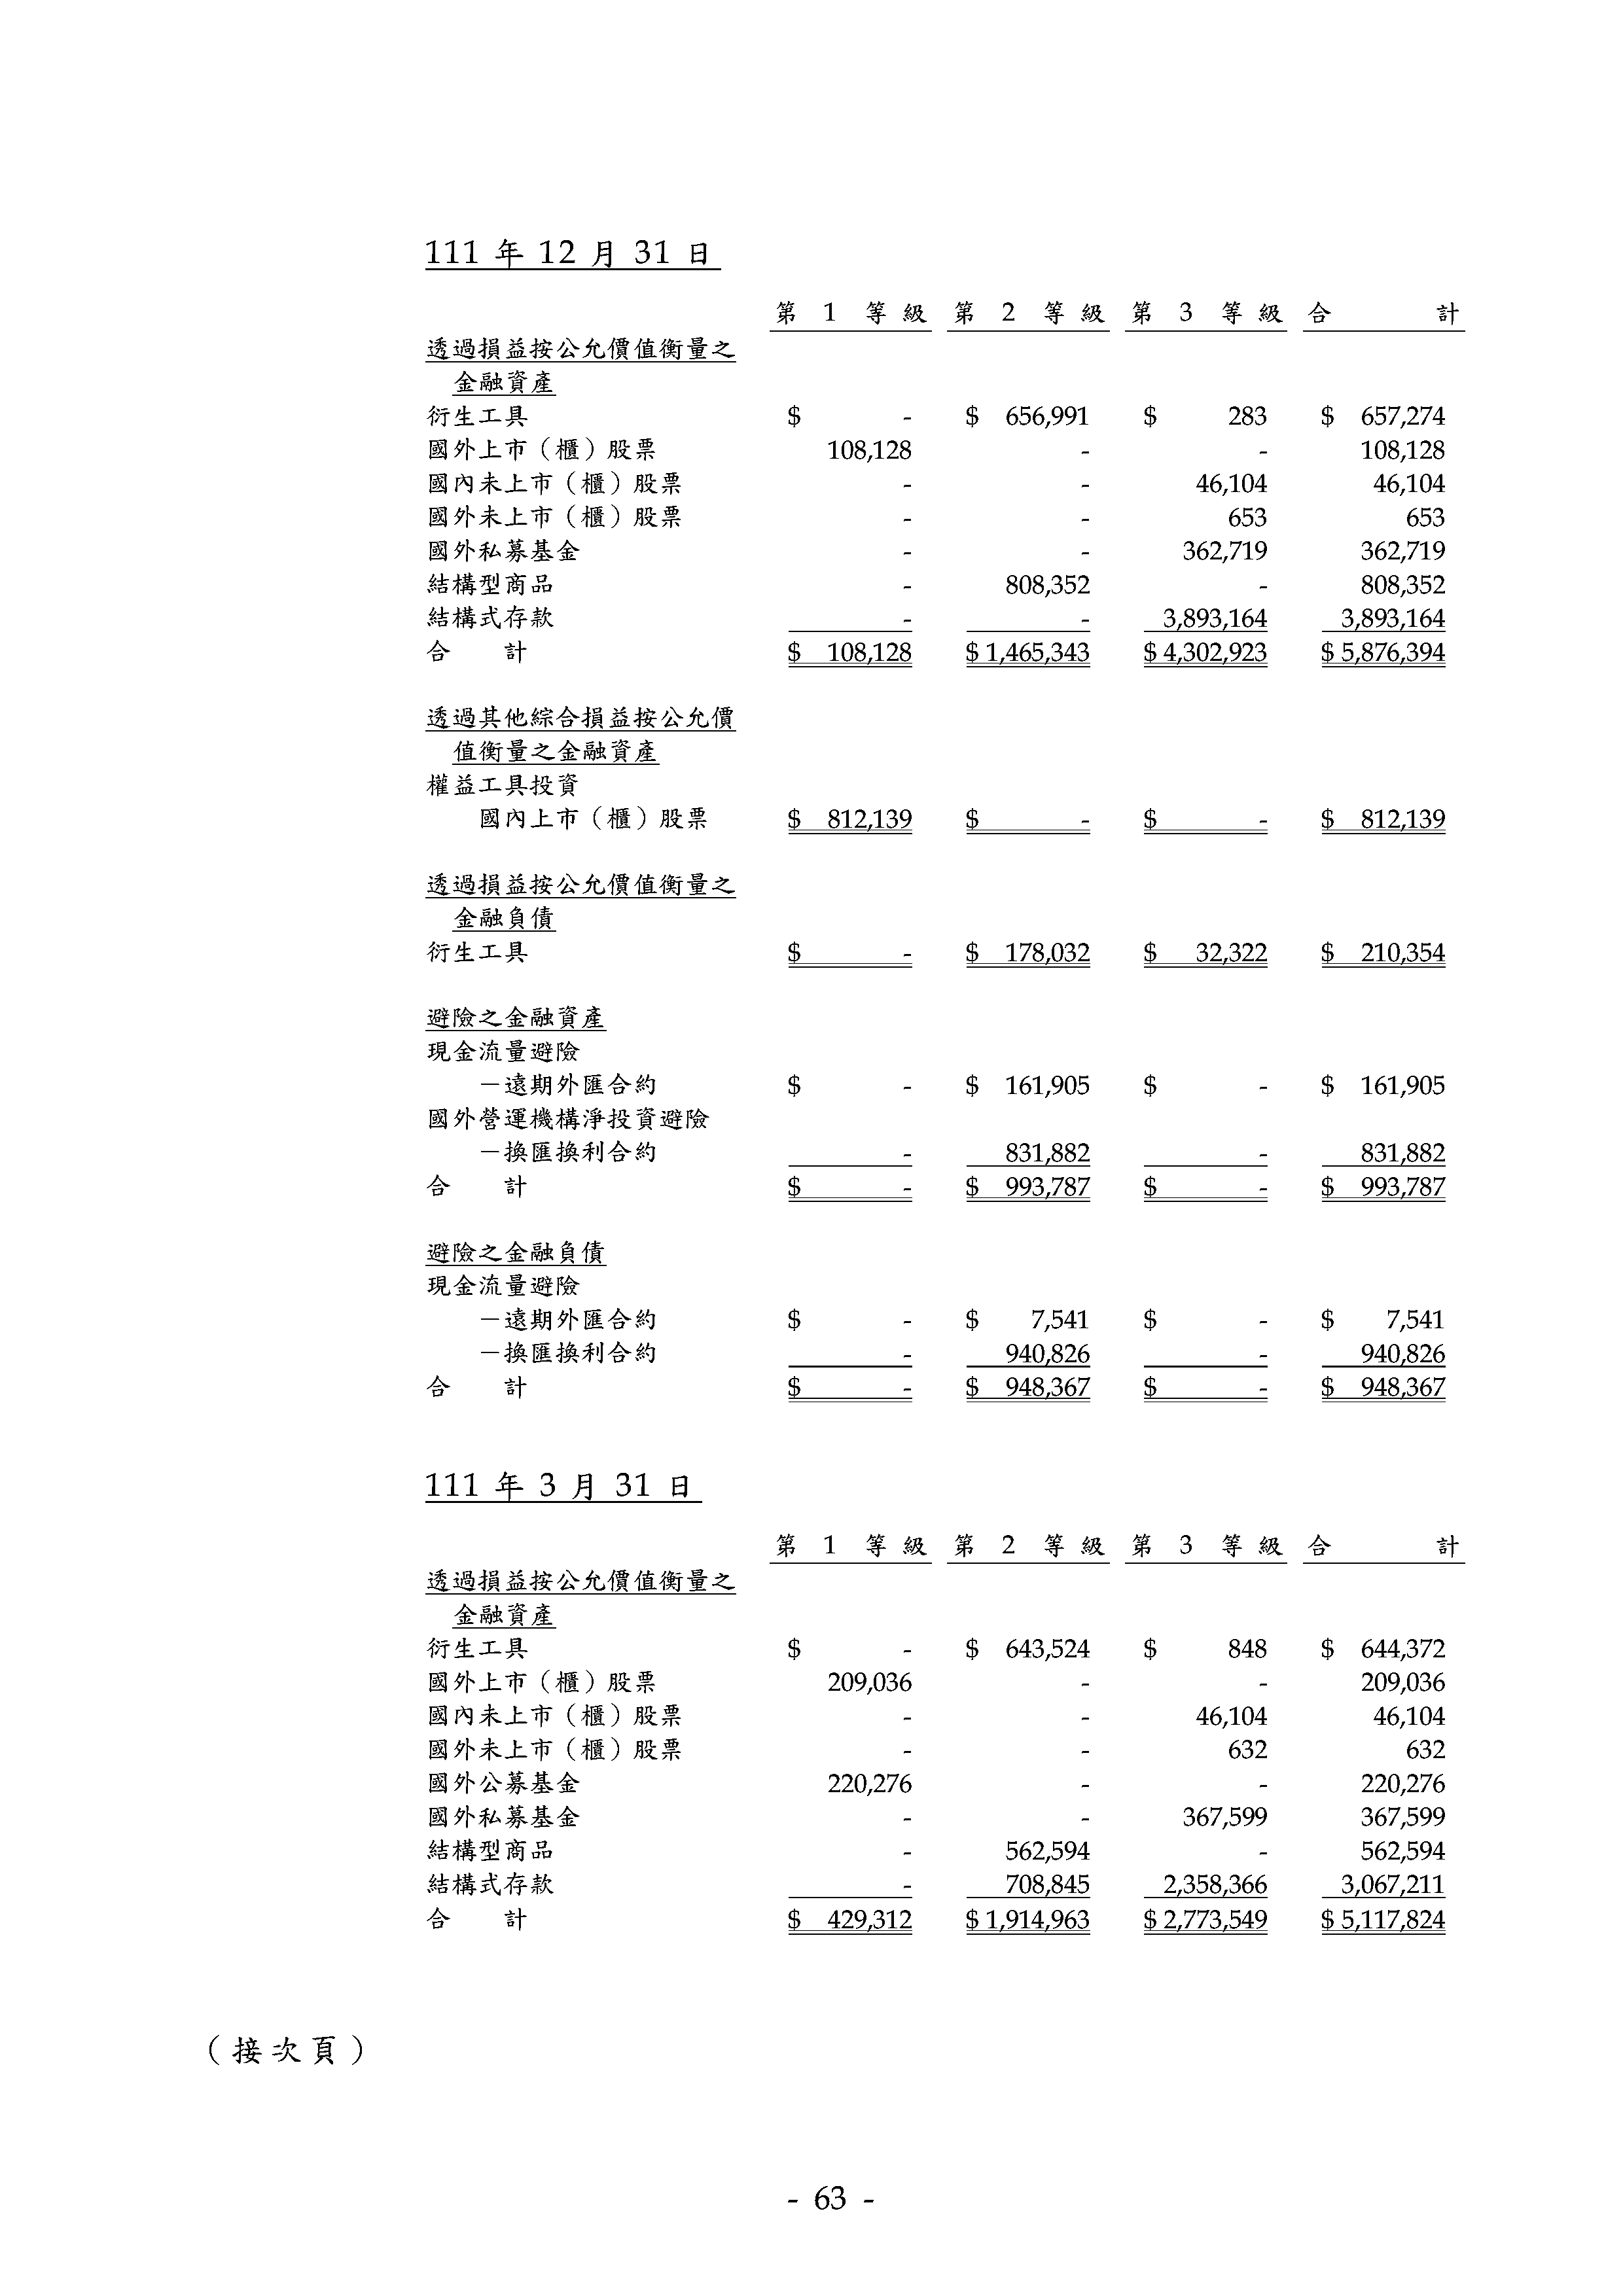 111 年 12 月 31 日
第 1 等級 第 2 等級 第 3 等級 合 計
透過損益按公允價值衡量之
金融資產
衍生工具 $ - $ 656,991 $ 283 $ 657,274
國外上市（櫃）股票 108,128 - - 108,128
國內未上市（櫃）股票 - - 46,104 46,104
國外未上市（櫃）股票 - - 653 653
國外私募基金 - - 362,719 362,719
結構型商品 - 808,352 - 808,352
結構式存款 - - 3,893,164 3,893,164
合 計 $ 108,128 $ 1,465,343 $ 4,302,923 $ 5,876,394
透過其他綜合損益按公允價
值衡量之金融資產
權益工具投資
國內上市（櫃）股票 $ 812,139 $ - $ - $ 812,139
透過損益按公允價值衡量之
金融負債
衍生工具 $ - $ 178,032 $ 32,322 $ 210,354
避險之金融資產
現金流量避險
－遠期外匯合約 $ - $ 161,905 $ - $ 161,905
國外營運機構淨投資避險
－換匯換利合約 - 831,882 - 831,882
合 計 $ - $ 993,787 $ - $ 993,787
避險之金融負債
現金流量避險
－遠期外匯合約 $ - $ 7,541 $ - $ 7,541
－換匯換利合約 - 940,826 - 940,826
合 計 $ - $ 948,367 $ - $ 948,367
111 年 3 月 31 日
第 1 等級 第 2 等級 第 3 等級 合 計
透過損益按公允價值衡量之
金融資產
衍生工具 $ - $ 643,524 $ 848 $ 644,372
國外上市（櫃）股票 209,036 - - 209,036
國內未上市（櫃）股票 - - 46,104 46,104
國外未上市（櫃）股票 - - 632 632
國外公募基金 220,276 - - 220,276
國外私募基金 - - 367,599 367,599
結構型商品 - 562,594 - 562,594
結構式存款 - 708,845 2,358,366 3,067,211
合 計 $ 429,312 $ 1,914,963 $ 2,773,549 $ 5,117,824
（接次頁）
- 63 -